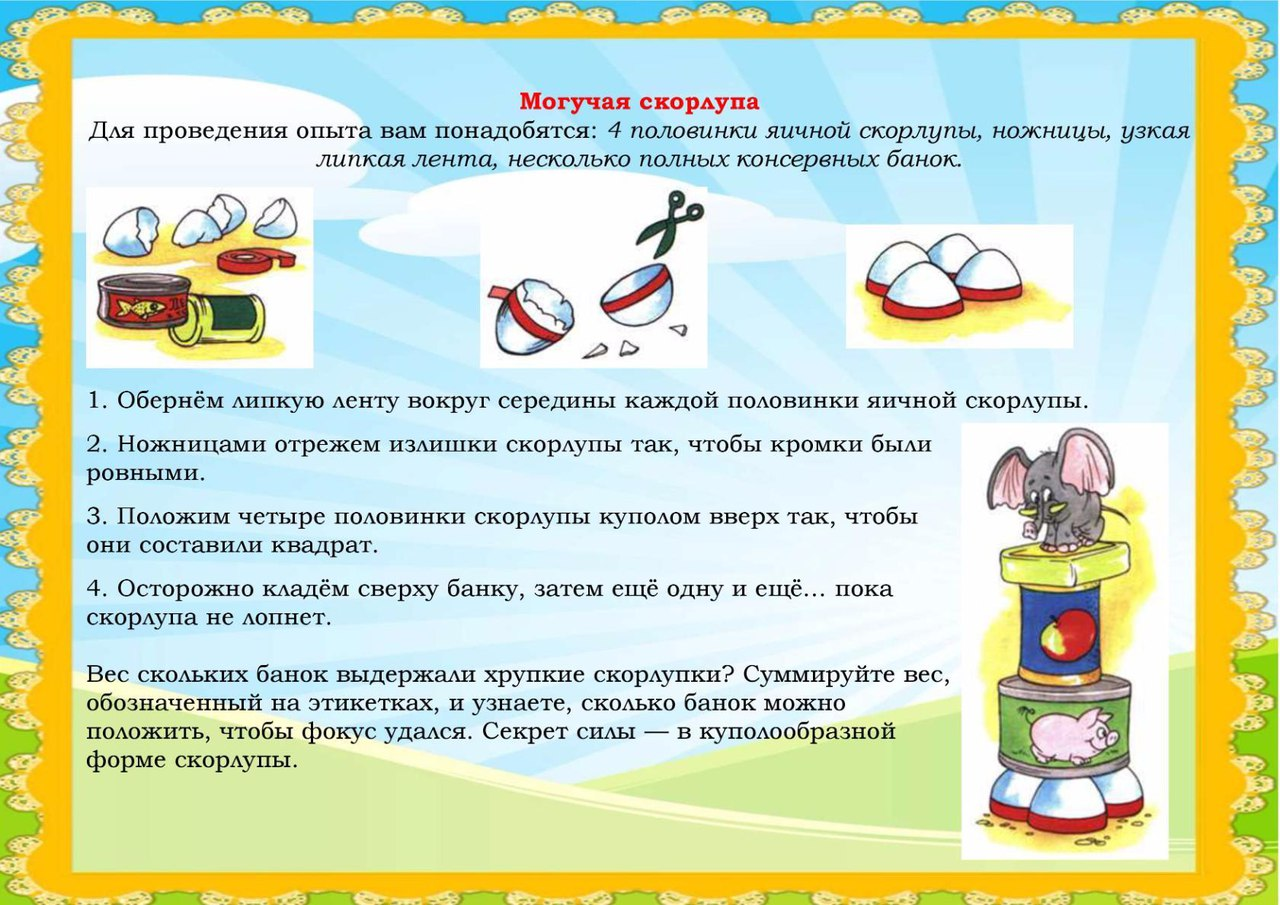 Могучая скорлупа
Для проведения опыта вам понадобятся: 4 половинки яичной скорлупы, ножницы, узкая
липкая лента, несколько полных консервных банок.
1. Обернём липкую ленту вокруг середины каждой половинки яичной скорлупы.
2. Ножницами отрежем излишки скорлупы так, чтобы кромки были
ровными.
3. Положим четыре половинки скорлупы куполом вверх так, чтобы
они составили квадрат.
4. Осторожно кладём сверху банку, затем ещё одну и ещё... пока
скорлупа не лопнет.
Вес скольких банок выдержали хрупкие скорлупки? Суммируйте вес,
обозначенный на этикетках, и узнаете, сколько банок можно
положить, чтобы фокус удался. Секрет силы — в куполообразной
форме скорлупы.